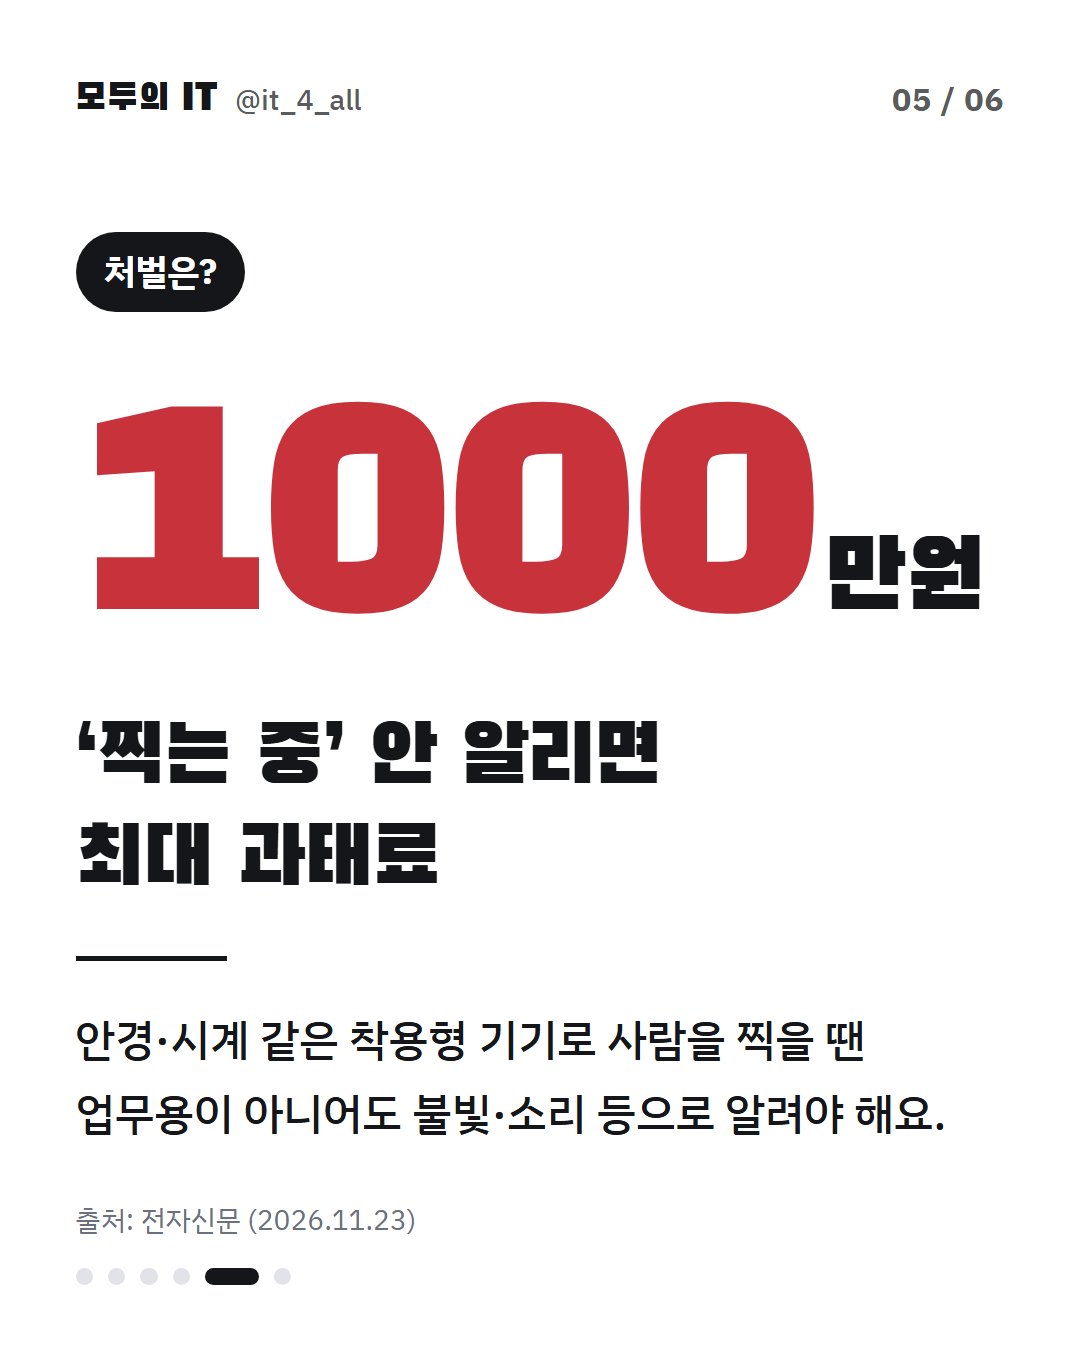 모두의 IT @it_4_all
05 / 06
처벌은?
1000만원
‘찍는 중’ 안 알리면
최대 과태료
안경·시계 같은 착용형 기기로 사람을 찍을 땐
업무용이 아니어도 불빛·소리 등으로 알려야 해요.
출처: 전자신문 (2026.11.23)